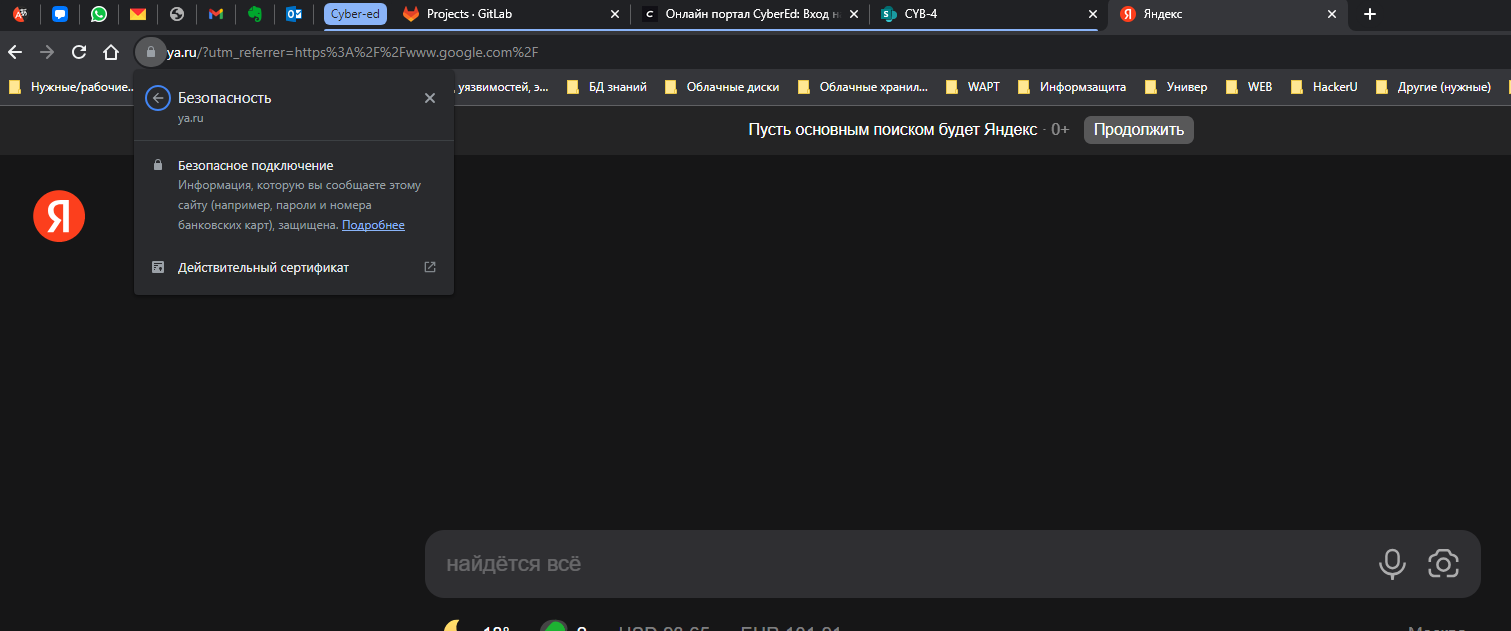 Cyber-ed
Projects · GitLab
Онлайн портал CyberEd: Вход н
CYB-4
Яндекс
ya.ru/?utm_referrer=https%3A%2F%2Fwww.google.com%2F
Нужные/рабочие...
уязвимостей, э...
БД знаний
Облачные диски
Облачные хранил...
WAPT
Информзащита
Универ
WEB
HackerU
Другие (нужные)
Безопасность
ya.ru
Пусть основным поиском будет Яндекс · 0+
Продолжить
Безопасное подключение
Информация, которую вы сообщаете этому
сайту (например, пароли и номера
банковских карт), защищена. Подробнее
Я
Действительный сертификат
найдётся всё